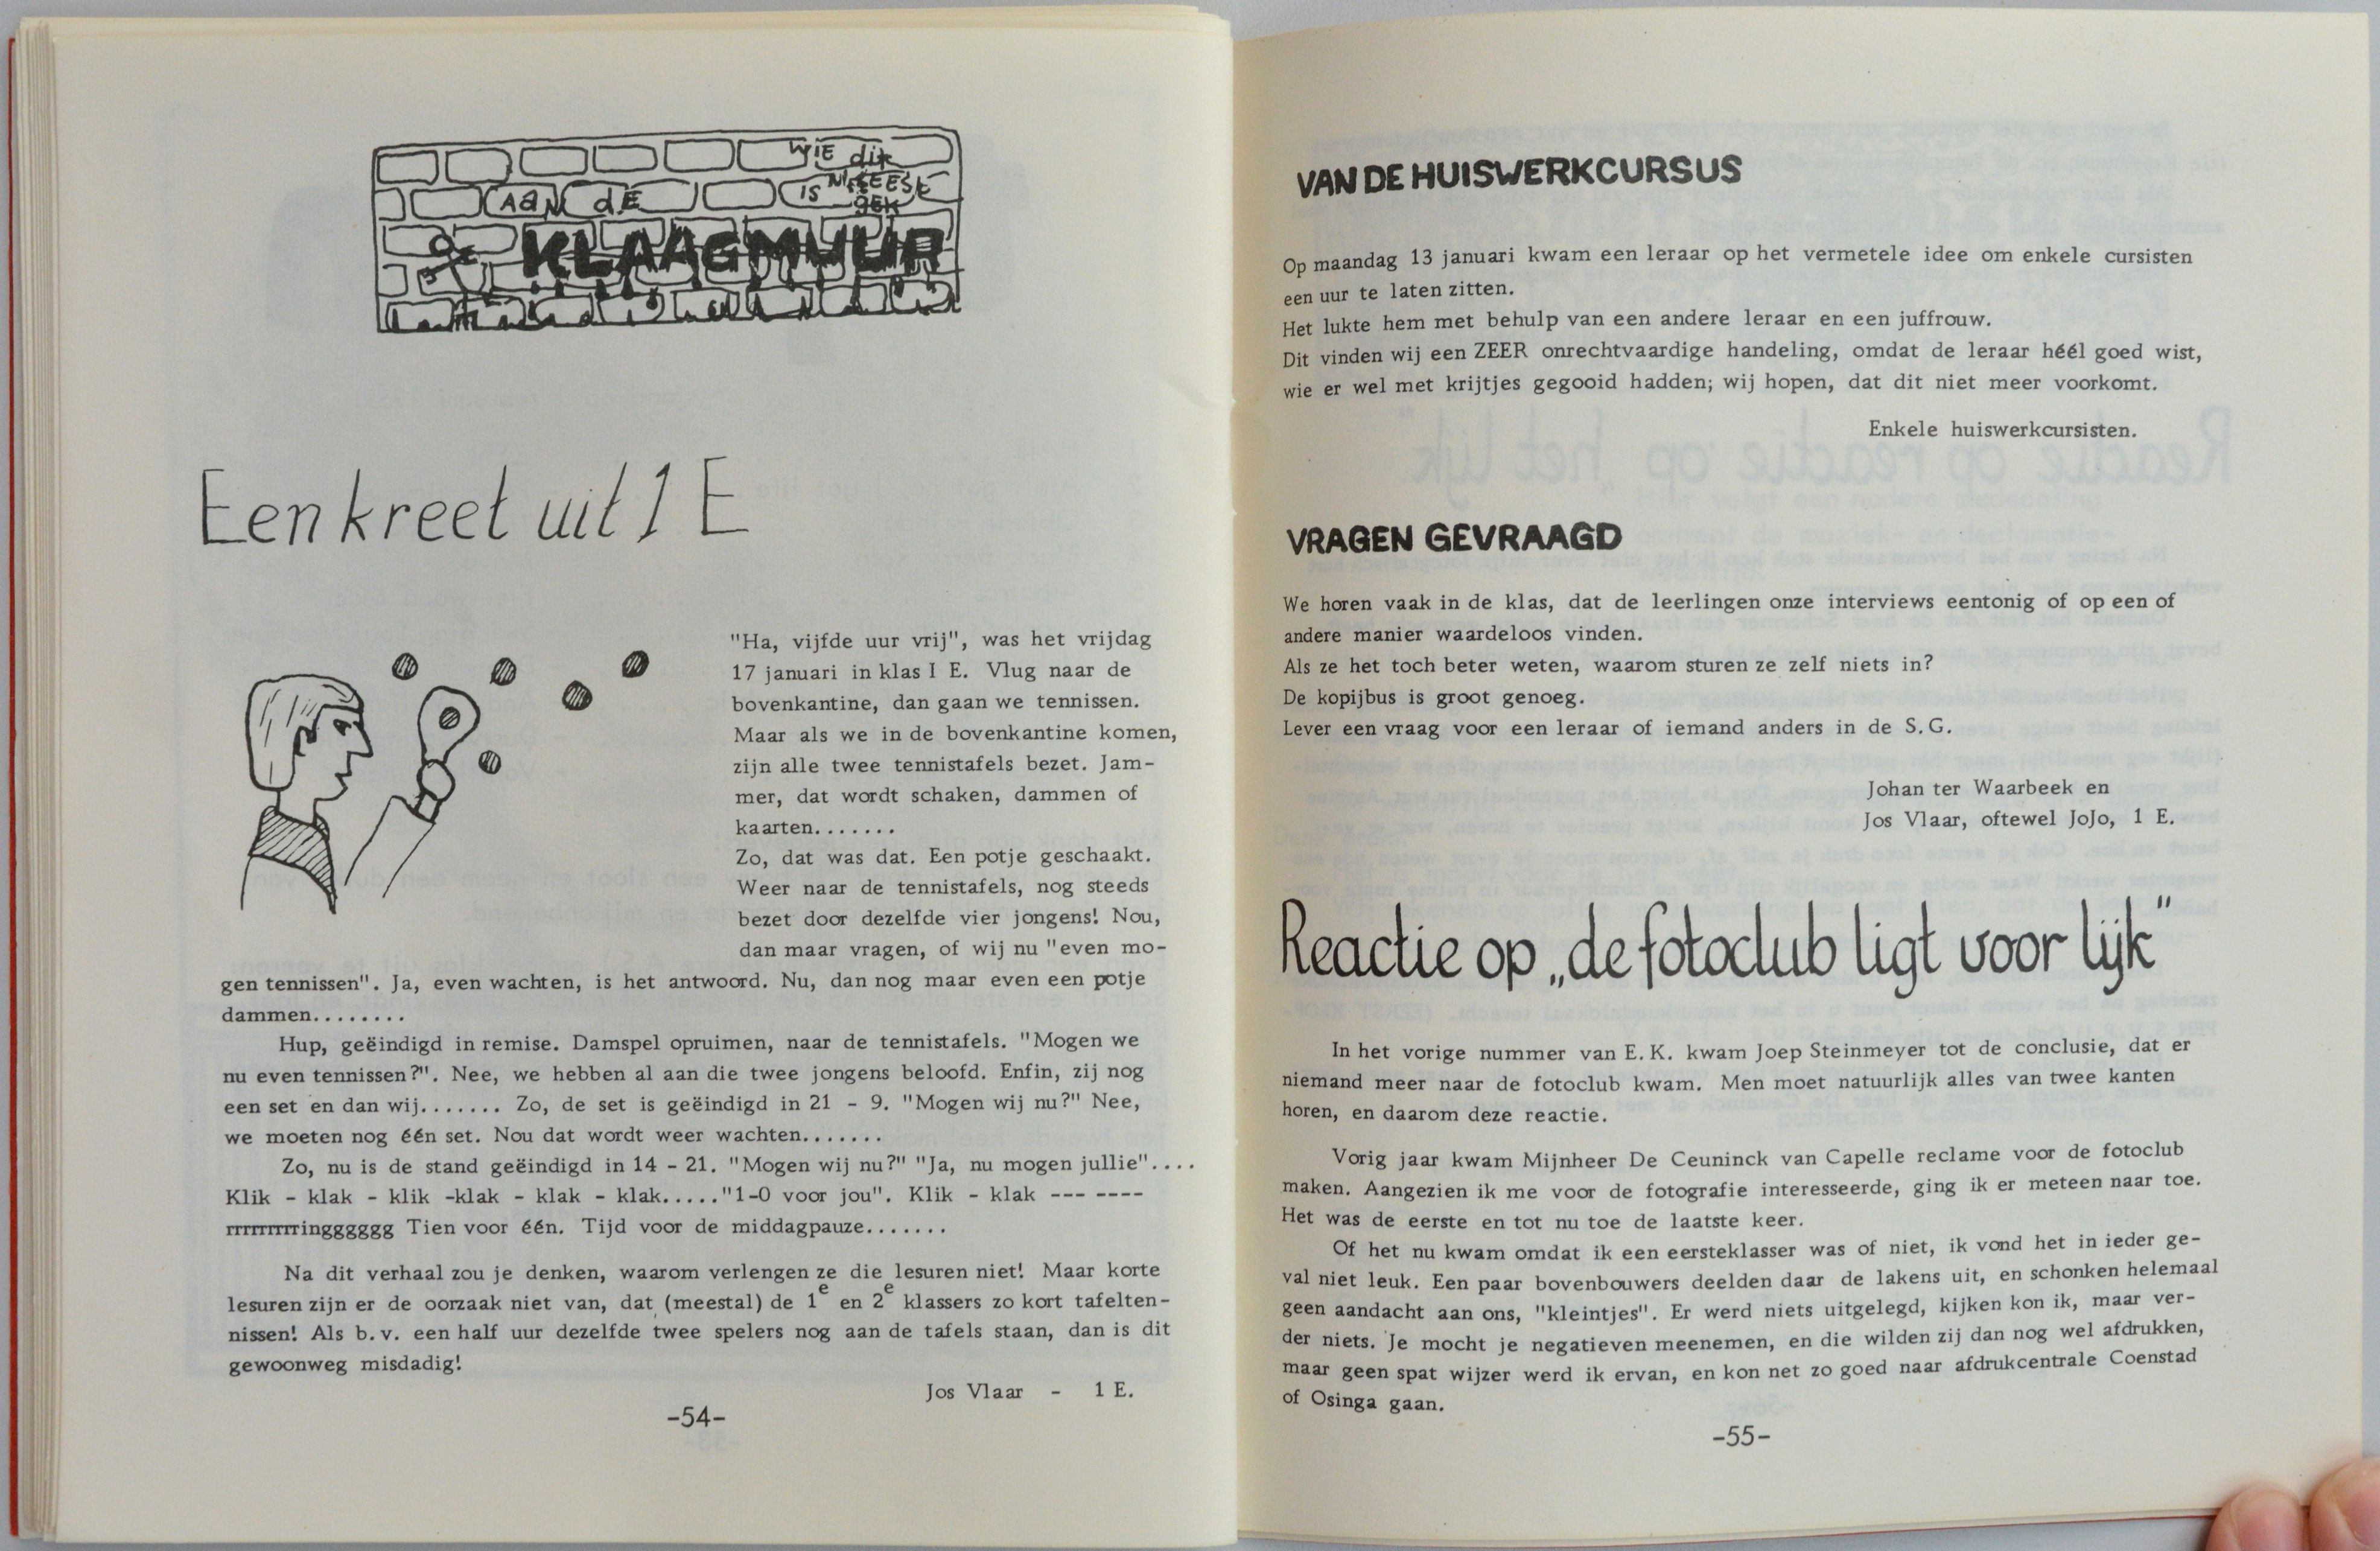 WIE dit
AAN dE IS NIEt
gEK
KLAAGMUUR
Een kreet uit 1 E
"Ha, vijfde uur vrij", was het vrijdag
17 januari in klas I E. Vlug naar de
bovenkantine, dan gaan we tennissen.
Maar als we in de bovenkantine komen,
zijn alle twee tennistafels bezet. Jam-
mer, dat wordt schaken, dammen of
kaarten.......
Zo, dat was dat. Een potje geschaakt.
Weer naar de tennistafels, nog steeds
bezet door dezelfde vier jongens! Nou,
dan maar vragen, of wij nu "even mo-
gen tennissen". Ja, even wachten, is het antwoord. Nu, dan nog maar even een potje
dammen........
Hup, geëindigd in remise. Damspel opruimen, naar de tennistafels. "Mogen we
nu even tennissen?". Nee, we hebben al aan die twee jongens beloofd. Enfin, zij nog
een set en dan wij....... Zo, de set is geëindigd in 21 - 9. "Mogen wij nu?" Nee,
we moeten nog één set. Nou dat wordt weer wachten.......
Zo, nu is de stand geëindigd in 14 - 21. "Mogen wij nu?" "Ja, nu mogen jullie"....
Klik - klak - klik -klak - klak - klak....."1-0 voor jou". Klik - klak --- ----
rrrrrrrrrringggggg Tien voor één. Tijd voor de middagpauze.......
Na dit verhaal zou je denken, waarom verlengen ze die lesuren niet! Maar korte
lesuren zijn er de oorzaak niet van, dat (meestal) de 1e en 2e klassers zo kort tafelten-
nissen! Als b.v. een half uur dezelfde twee spelers nog aan de tafels staan, dan is dit
gewoonweg misdadig!
Jos Vlaar - 1 E.
-54-
VAN DE HUISWERKCURSUS
Op maandag 13 januari kwam een leraar op het vermetele idee om enkele cursisten
een uur te laten zitten.
Het lukte hem met behulp van een andere leraar en een juffrouw.
Dit vinden wij een ZEER onrechtvaardige handeling, omdat de leraar héél goed wist,
wie er wel met krijtjes gegooid hadden; wij hopen, dat dit niet meer voorkomt.
Enkele huiswerkcursisten.
VRAGEN GEVRAAGD
We horen vaak in de klas, dat de leerlingen onze interviews eentonig of op een of
andere manier waardeloos vinden.
Als ze het toch beter weten, waarom sturen ze zelf niets in?
De kopijbus is groot genoeg.
Lever een vraag voor een leraar of iemand anders in de S.G.
Johan ter Waarbeek en
Jos Vlaar, oftewel JoJo, 1 E.
Reactie op „de fotoclub ligt voor lijk"
In het vorige nummer van E.K. kwam Joep Steinmeyer tot de conclusie, dat er
niemand meer naar de fotoclub kwam. Men moet natuurlijk alles van twee kanten
horen, en daarom deze reactie.
Vorig jaar kwam Mijnheer De Ceuninck van Capelle reclame voor de fotoclub
maken. Aangezien ik me voor de fotografie interesseerde, ging ik er meteen naar toe.
Het was de eerste en tot nu toe de laatste keer.
Of het nu kwam omdat ik een eersteklasser was of niet, ik vond het in ieder ge-
val niet leuk. Een paar bovenbouwers deelden daar de lakens uit, en schonken helemaal
geen aandacht aan ons, "kleintjes". Er werd niets uitgelegd, kijken kon ik, maar ver-
der niets. Je mocht je negatieven meenemen, en die wilden zij dan nog wel afdrukken,
maar geen spat wijzer werd ik ervan, en kon net zo goed naar afdrukcentrale Coenstad
of Osinga gaan.
-55-